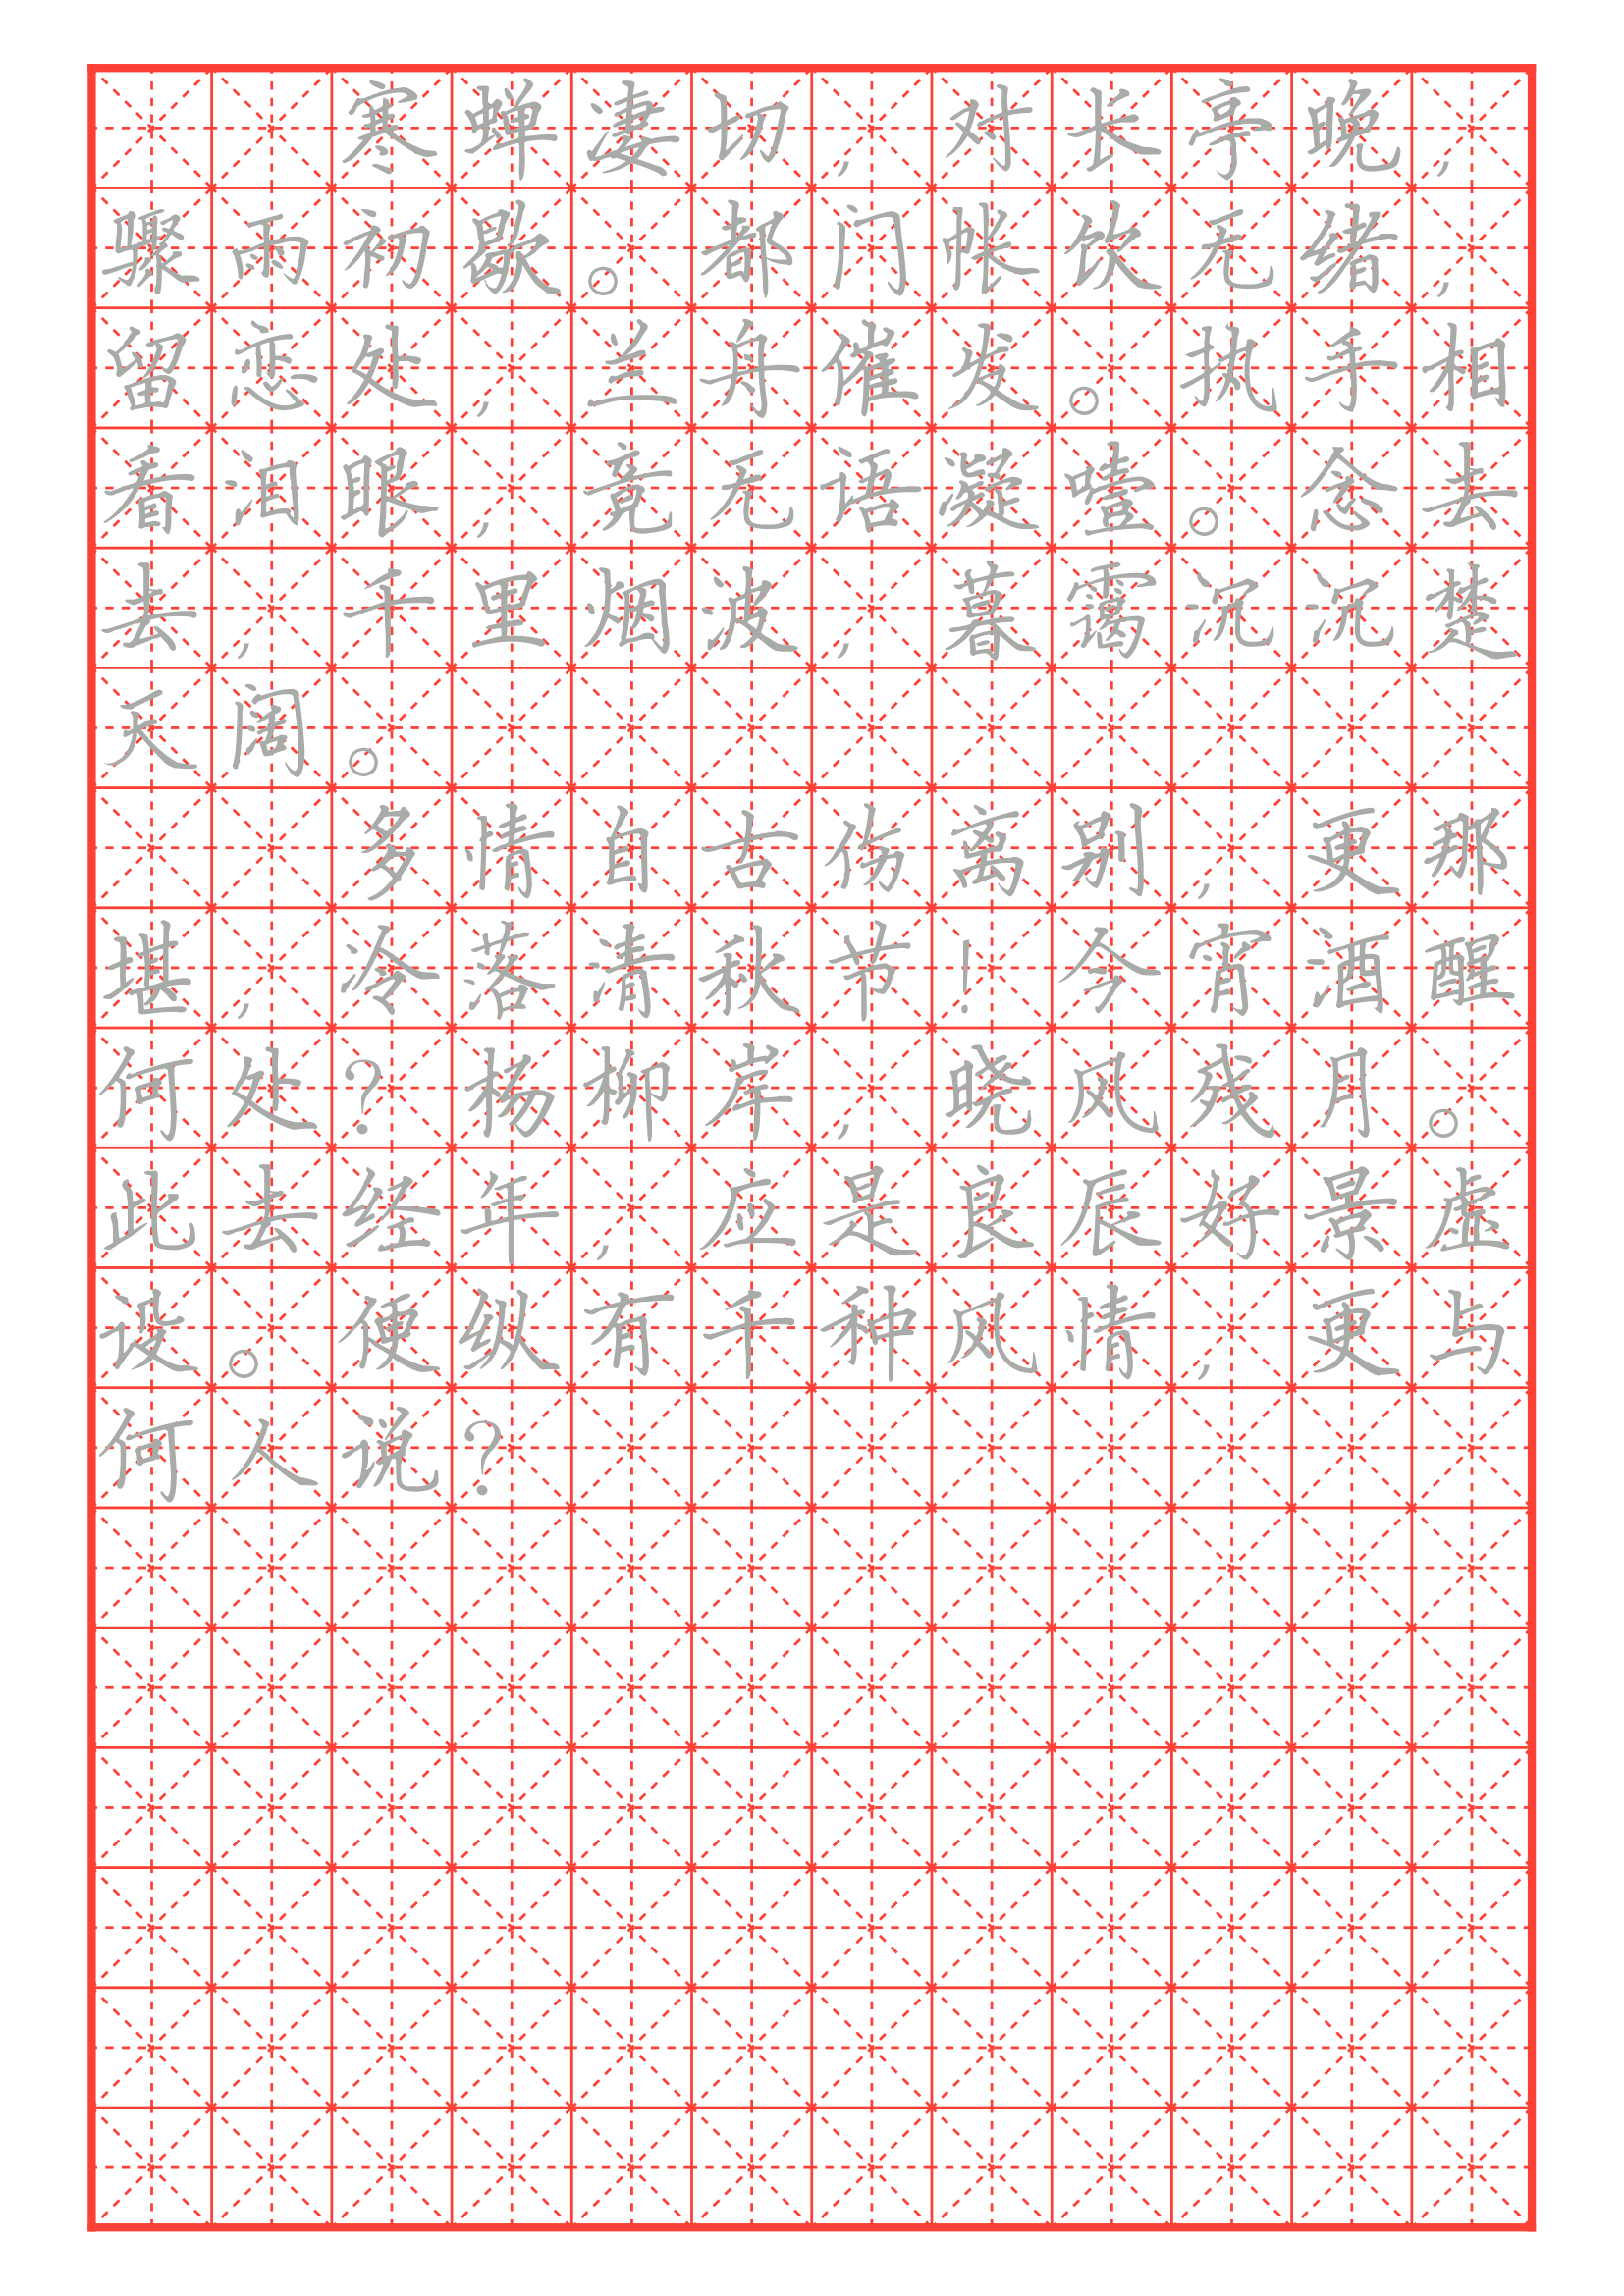 寒蝉凄切,对长亭晚,
骤雨初歇。都门帐饮无绪,
留恋处,兰舟催发。执手相
看泪眼,竟无语凝噎。念去
去,千里烟波,暮霭沉沉楚
天阔。
多情自古伤离别,更那
堪,冷落清秋节!今宵酒醒
何处?杨柳岸,晓风残月。
此去经年,应是良辰好景虚
设。便纵有千种风情,更与
何人说?